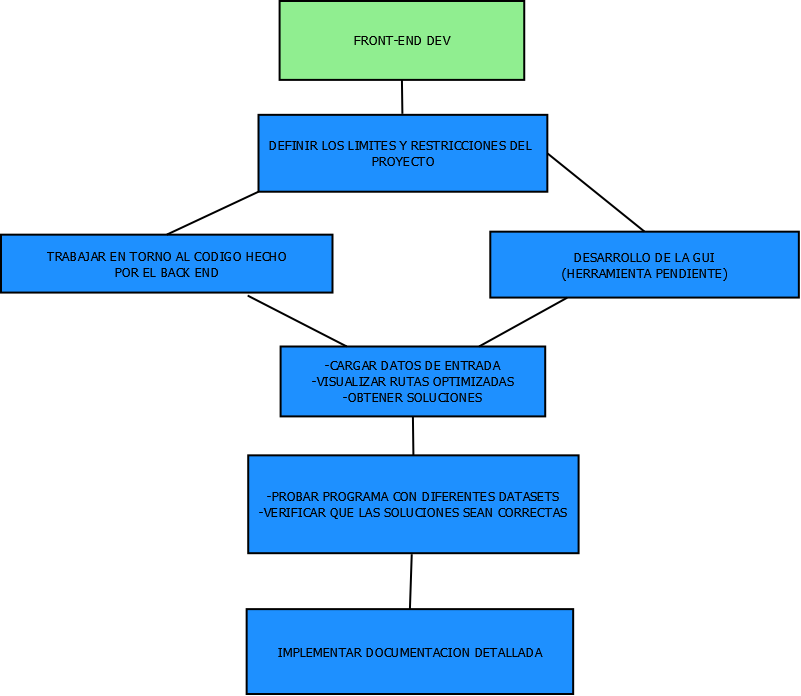 FRONT-END DEV
DEFINIR LOS LIMITES Y RESTRICCIONES DEL
PROYECTO
TRABAJAR EN TORNO AL CODIGO HECHO
POR EL BACK END
DESARROLLO DE LA GUI
(HERRAMIENTA PENDIENTE)
-CARGAR DATOS DE ENTRADA
-VISUALIZAR RUTAS OPTIMIZADAS
-OBTENER SOLUCIONES
-PROBAR PROGRAMA CON DIFERENTES DATASETS
-VERIFICAR QUE LAS SOLUCIONES SEAN CORRECTAS
IMPLEMENTAR DOCUMENTACION DETALLADA